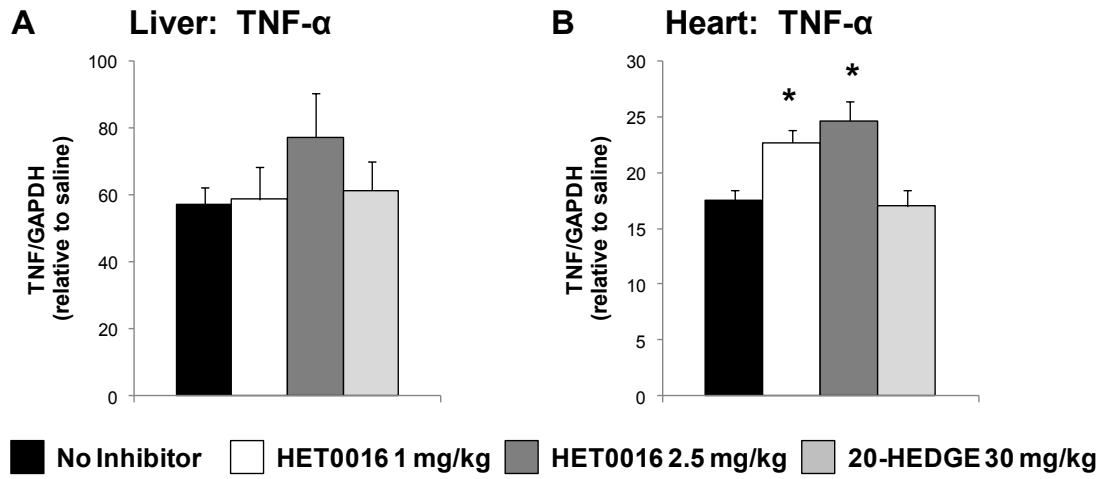 A Liver: TNF-α
100
80
60
40
20
0
TNF/GAPDH
(relative to saline)
B Heart: TNF-α
30
25
20
15
10
5
0
TNF/GAPDH
(relative to saline)
* *
No Inhibitor HET0016 1 mg/kg HET0016 2.5 mg/kg 20-HEDGE 30 mg/kg